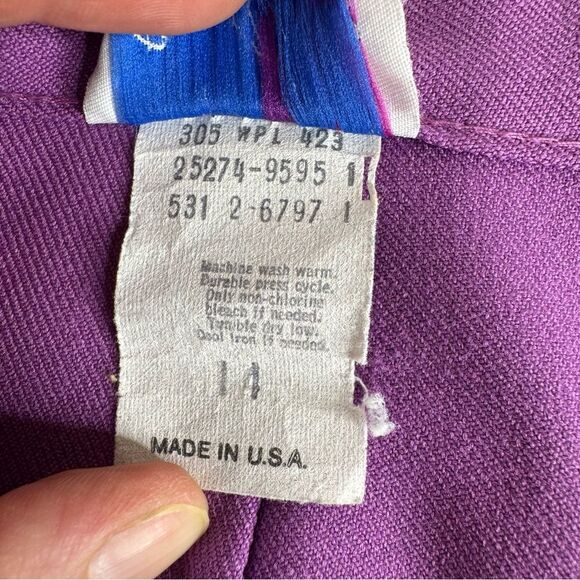 305 WPL 423
25274-9595 1
531 2-6797 1
Machine wash warm.
Durable press cycle.
Only non-chlorine
bleach if needed.
Tumble dry low.
Cool iron if needed.
14
MADE IN U.S.A.